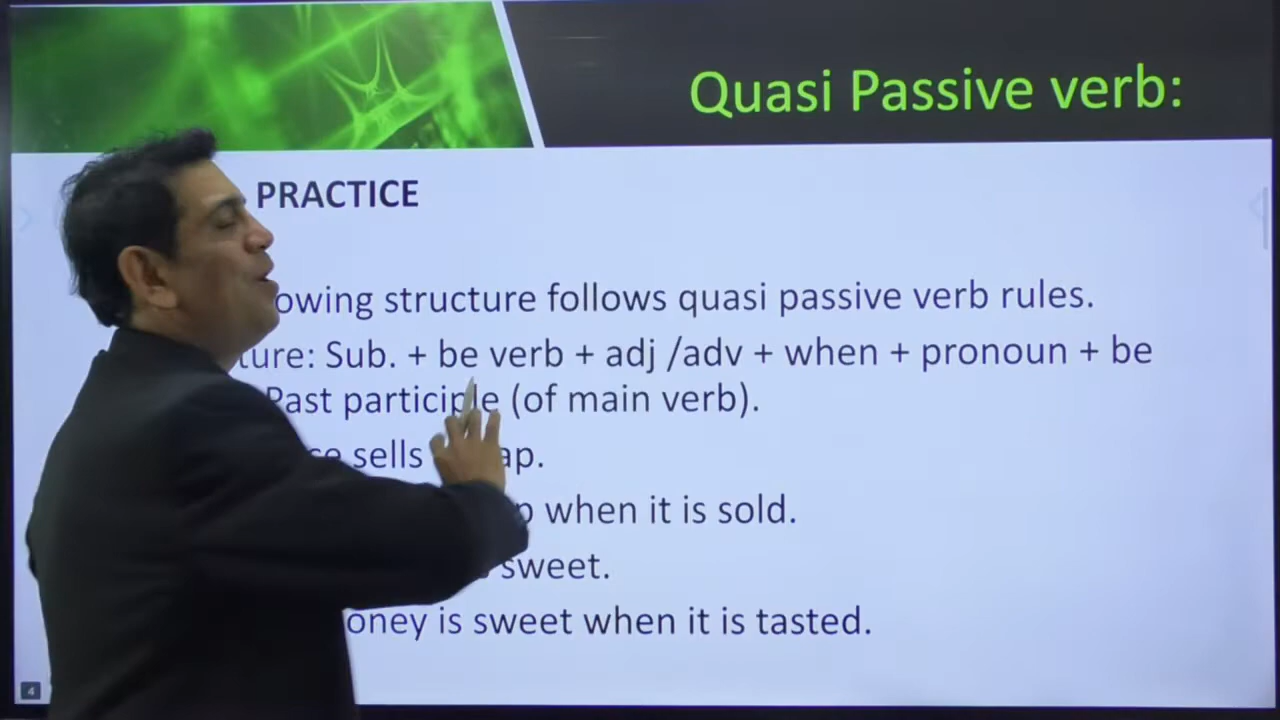 Quasi Passive verb:
PRACTICE
owing structure follows quasi passive verb rules.
ture: Sub. + be verb + adj /adv + when + pronoun + be
Past participle (of main verb).
sells ap.
when it is sold.
sweet.
oney is sweet when it is tasted.
4